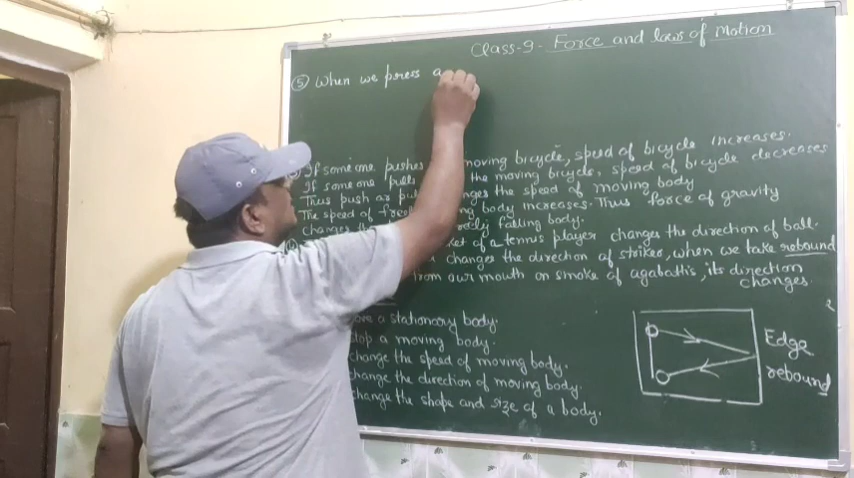 Class-9- Force and laws of Motion
⑤ When we press a
If some one pushes moving bicycle, speed of bicycle increases.
If some one pulls the moving bicycle, speed of bicycle decreases
Thus push or nges the speed of moving body
The speed of ng body increases. Thus force of gravity
changes falling body.
ket of a tennis player changes the direction of ball.
changes the direction of strikes, when we take rebound
from our mouth on smoke of agabattis, its direction
changes.
ove a stationary body.
stop a moving body.
change the speed of moving body.
change the direction of moving body.
change the shape and size of a body.
Edge
rebound